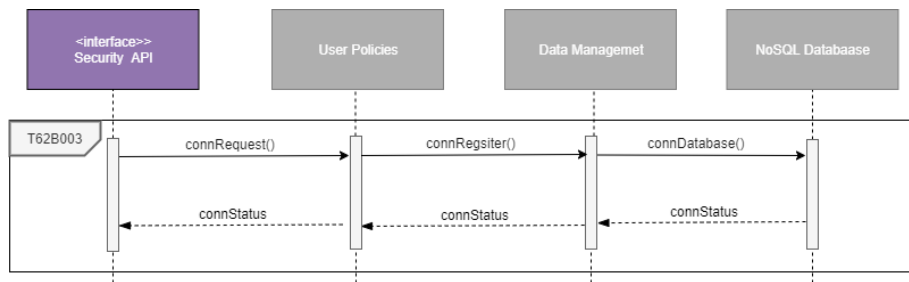 <interface>>
Security API
User Policies
Data Managemet
NoSQL Databaase
T62B003
connRequest()
connRegsiter()
connDatabase()
connStatus
connStatus
connStatus